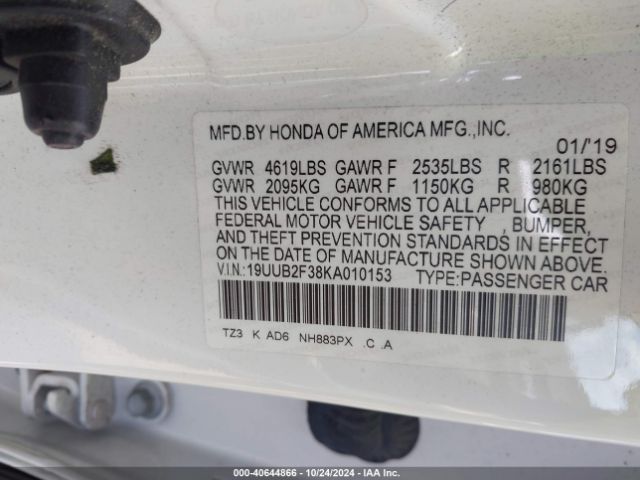 MFD.BY HONDA OF AMERICA MFG.,INC.
01/'19
GVWR 4619LBS GAWR F 2535LBS R 2161LBS
GVWR 2095KG GAWR F 1150KG R 980KG
THIS VEHICLE CONFORMS TO ALL APPLICABLE
FEDERAL MOTOR VEHICLE SAFETY , BUMPER,
AND THEFT PREVENTION STANDARDS IN EFFECT
ON THE DATE OF MANUFACTURE SHOWN ABOVE.
V.I.N.:19UUB2F38KA010153 TYPE:PASSENGER CAR
TZ3 K AD6 NH883PX .C .A
000-40644866 | 10/24/2024 | IAA Inc.